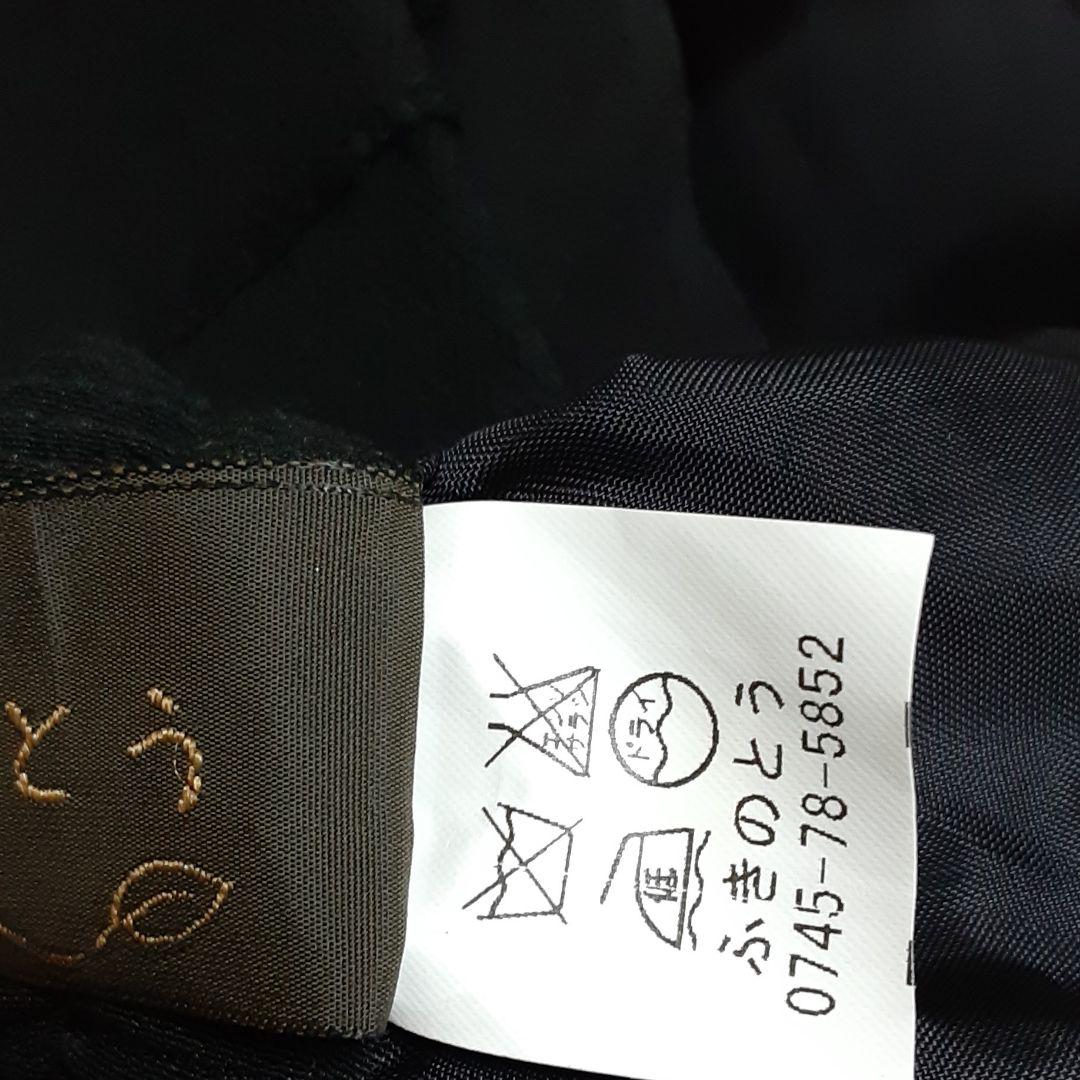 とう
エンソサラシ
ドライ
中
ふきのとう
0745-78-5852